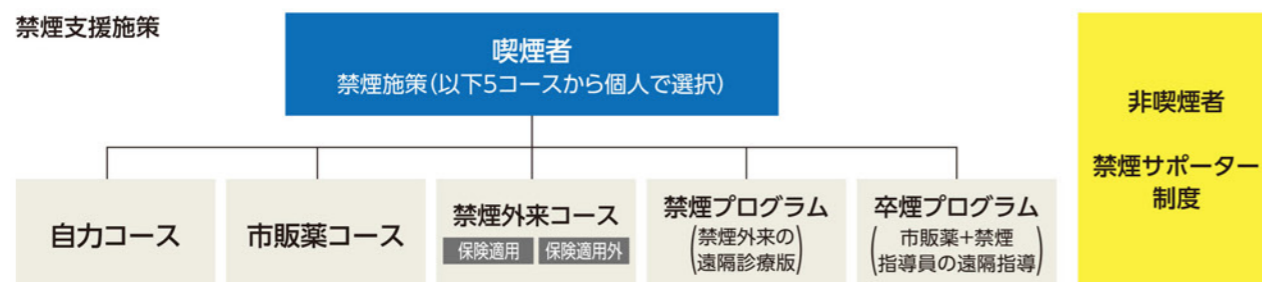 禁煙支援施策
喫煙者
禁煙施策（以下5コースから個人で選択）
自力コース
市販薬コース
禁煙外来コース
保険適用 保険適用外
禁煙プログラム
（禁煙外来の
遠隔診療版）
卒煙プログラム
（市販薬+禁煙
指導員の遠隔指導）
非喫煙者
禁煙サポーター
制度